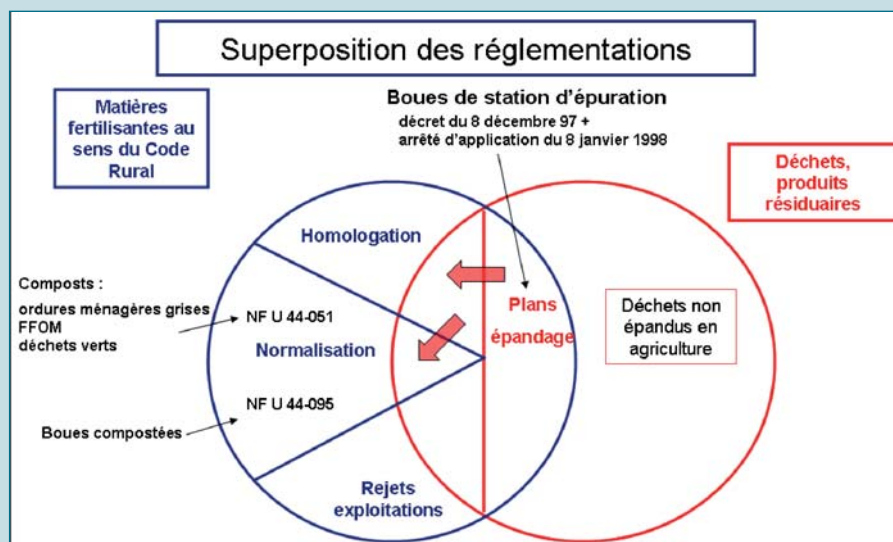 Superposition des réglementations
Matières
fertilisantes au
sens du Code
Rural
Boues de station d'épuration
décret du 8 décembre 97 +
arrêté d'application du 8 janvier 1998
Déchets,
produits
résiduaires
Homologation
Composts :
ordures ménagères grises
FFOM
déchets verts
NF U 44-051
Normalisation
Plans
épandage
Déchets non
épandus en
agriculture
NF U 44-095
Boues compostées
Rejets
exploitations